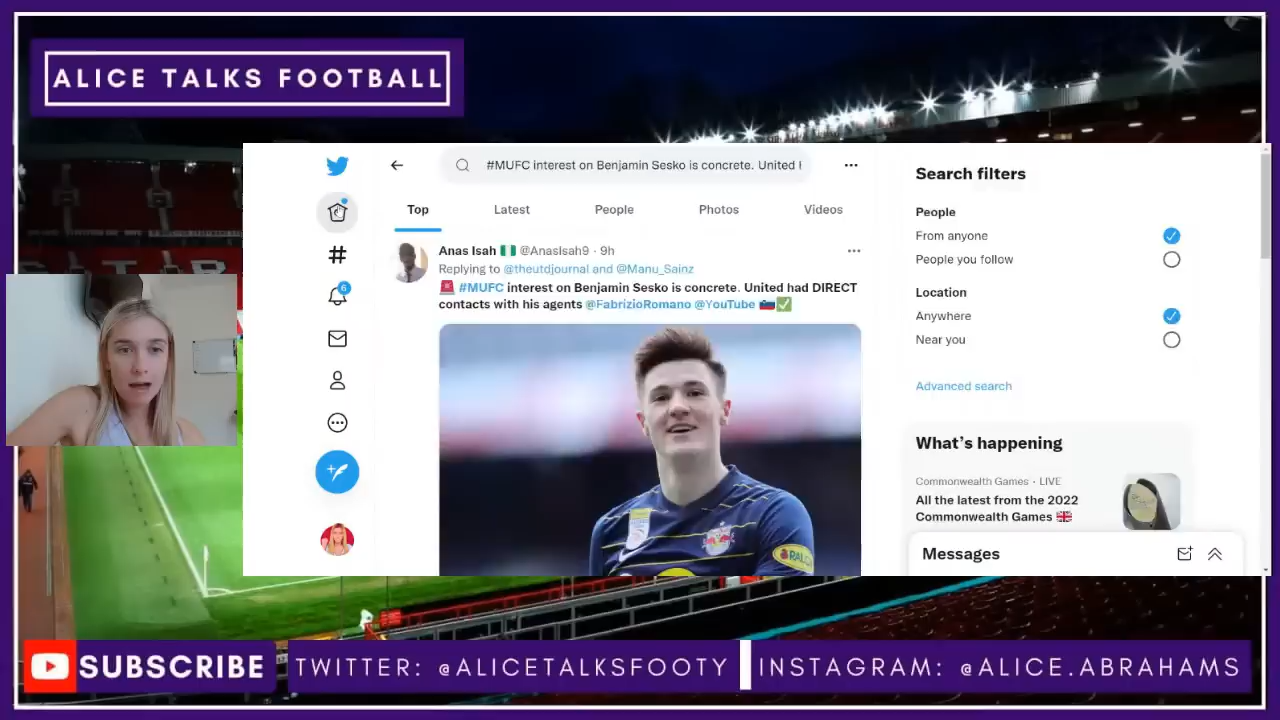 ALICE TALKS FOOTBALL
#MUFC interest on Benjamin Sesko is concrete. United
Top
Latest
People
Photos
Videos
Anas Isah 🇳🇬 @AnasIsah9 · 9h
Replying to @theutdjournal and @Manu_Sainz
🚨 #MUFC interest on Benjamin Sesko is concrete. United had DIRECT
contacts with his agents @FabrizioRomano @YouTube 🇸🇮✅
6
Search filters
People
From anyone
People you follow
Location
Anywhere
Near you
Advanced search
What's happening
Commonwealth Games · LIVE
All the latest from the 2022
Commonwealth Games 🇬🇧
Messages
SUBSCRIBE
TWITTER: @ALICETALKSFOOTY
INSTAGRAM: @ALICE.ABRAHAMS